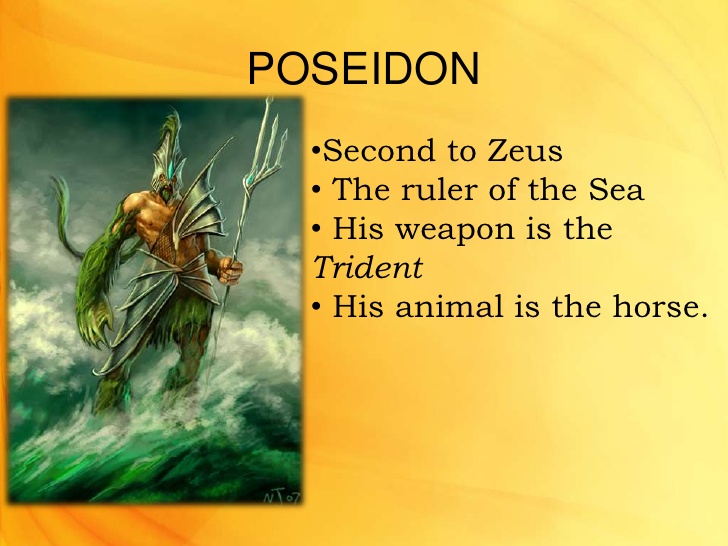 POSEIDON
•Second to Zeus
• The ruler of the Sea
• His weapon is the
Trident
• His animal is the horse.
NJ07